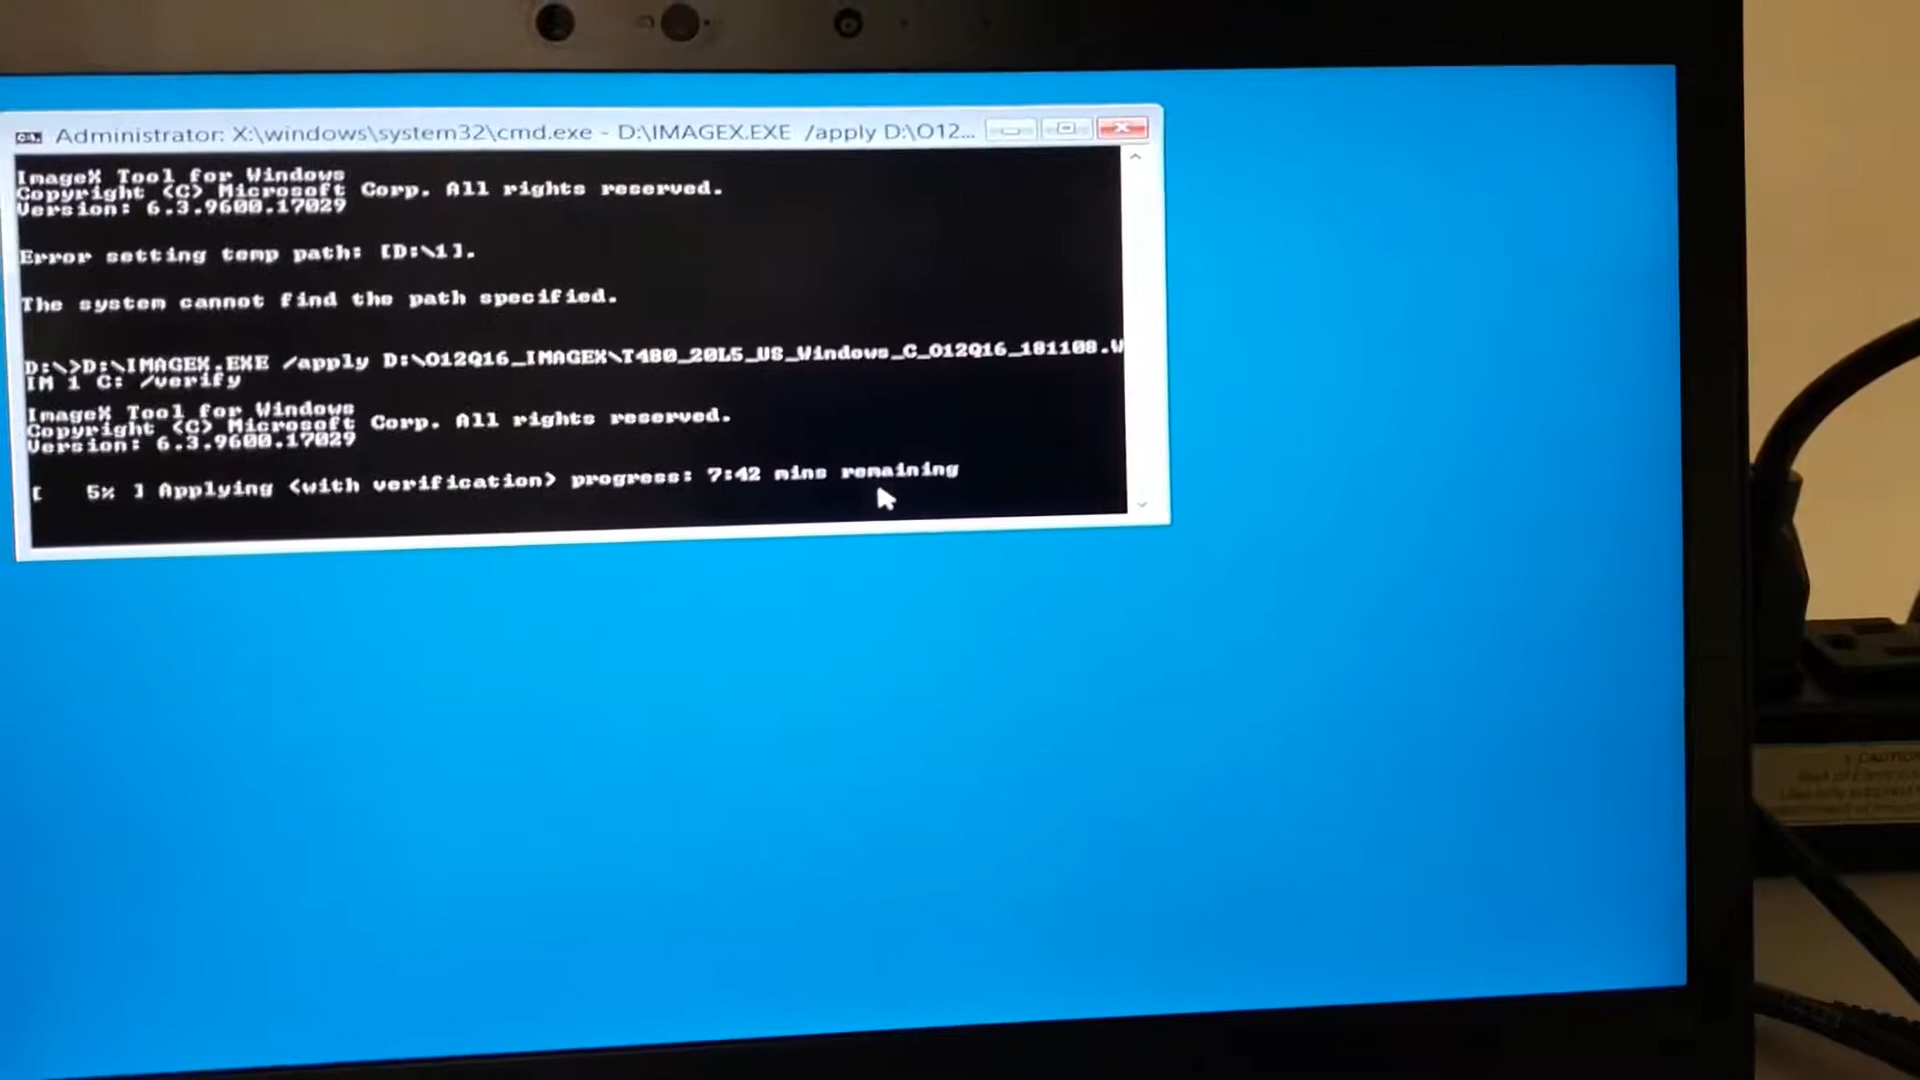 Administrator: X:\windows\system32\cmd.exe - D:\IMAGEX.EXE /apply D:\O12...
ImageX Tool for Windows
Copyright (C) Microsoft Corp. All rights reserved.
Version: 6.3.9600.17029
Error setting temp path: [D:\1].
The system cannot find the path specified.
D:\>D:\IMAGEX.EXE /apply D:\O12Q16_IMAGEX\T480_20L5_US_Windows_C_O12Q16_181108.W
IM 1 C: /verify
ImageX Tool for Windows
Copyright (C) Microsoft Corp. All rights reserved.
Version: 6.3.9600.17029
[ 5% ] Applying (with verification) progress: 7:42 mins remaining
CAUTION